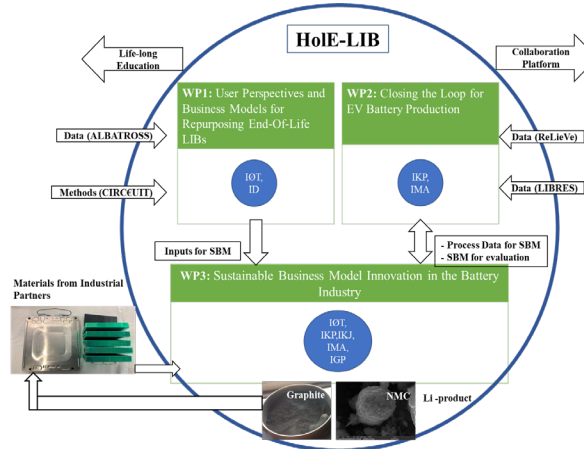 HolE-LIB
Life-long
Education
Collaboration
Platform
WP1: User Perspectives and
Business Models for
Repurposing End-Of-Life
LIBs
WP2: Closing the Loop for
EV Battery Production
Data (ALBATROSS)
Data (ReLieVe)
IØT,
ID
IKP,
IMA
Methods (CIRC€UIT)
Data (LIBRES)
Inputs for SBM
- Process Data for SBM
- SBM for evaluation
WP3: Sustainable Business Model Innovation in the Battery
Industry
Materials from Industrial
Partners
IØT,
IKP,IKJ,
IMA,
IGP
Graphite
NMC
Li -product